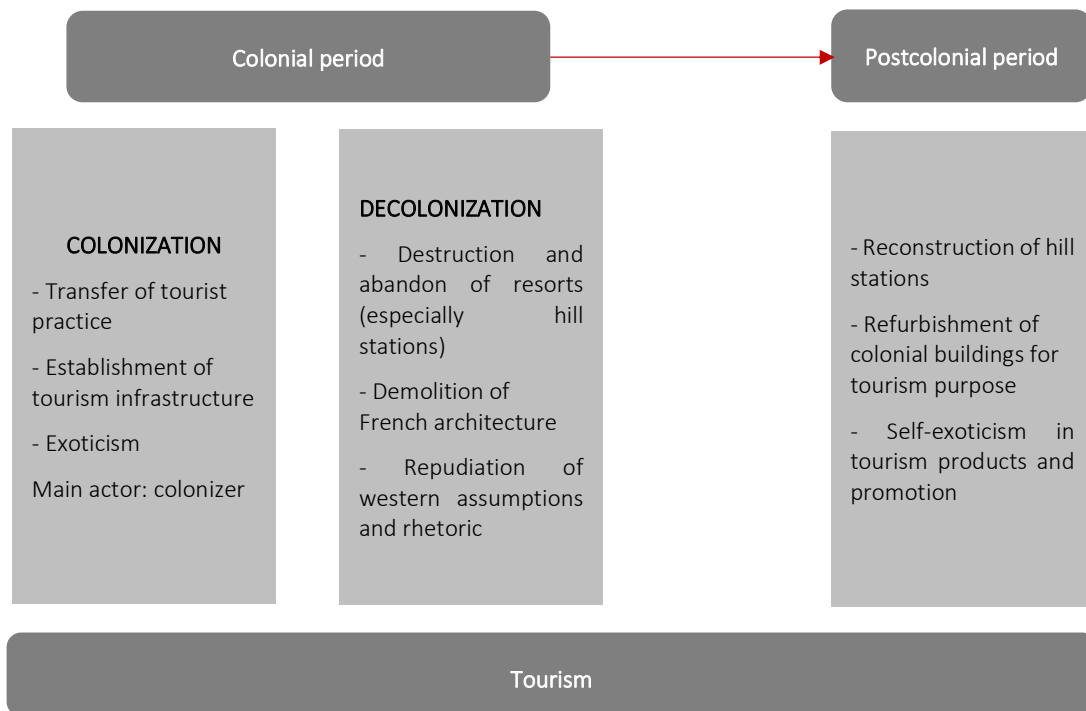 Colonial period
Postcolonial period
COLONIZATION
- Transfer of tourist
practice
- Establishment of
tourism infrastructure
- Exoticism
Main actor: colonizer
DECOLONIZATION
- Destruction and
abandon of resorts
(especially hill
stations)
- Demolition of
French architecture
- Repudiation of
western assumptions
and rhetoric
- Reconstruction of hill
stations
- Refurbishment of
colonial buildings for
tourism purpose
- Self-exoticism in
tourism products and
promotion
Tourism